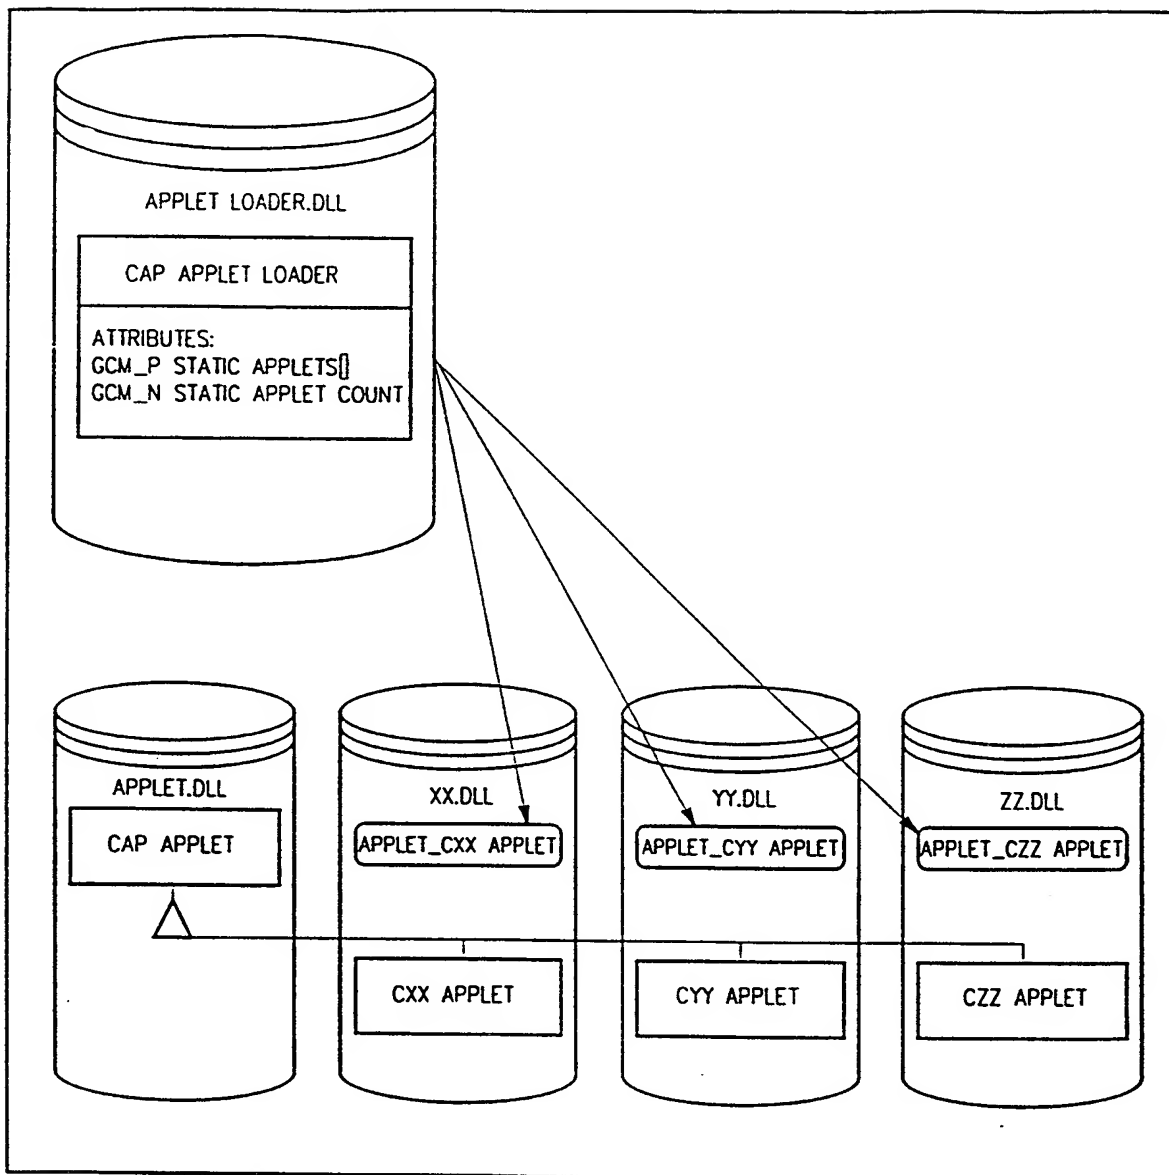 APPLET LOADER.DLL
CAP APPLET LOADER
ATTRIBUTES:
GCM_P STATIC APPLETS[]
GCM_N STATIC APPLET COUNT
APPLET.DLL
CAP APPLET
XX.DLL
APPLET_CXX APPLET
CXX APPLET
YY.DLL
APPLET_CYY APPLET
CYY APPLET
ZZ.DLL
APPLET_CZZ APPLET
CZZ APPLET